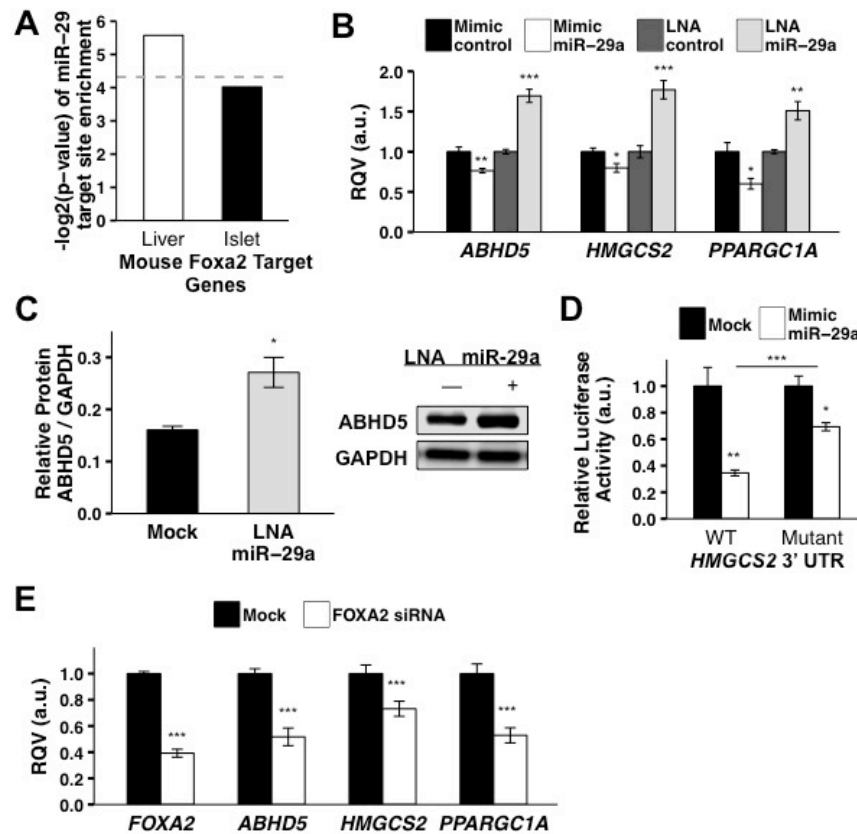 A
-log2(p-value) of miR-29
target site enrichment
6
5
4
3
2
1
0
Liver Islet
Mouse Foxa2 Target
Genes
B
Mimic control
Mimic miR-29a
LNA control
LNA miR-29a
RQV (a.u.)
2.0
1.5
1.0
0.5
0.0
** *** * *** * **
ABHD5 HMGCS2 PPARGC1A
C
Relative Protein
ABHD5 / GAPDH
0.3
0.1
0.0
*
Mock LNA
miR-29a
LNA miR-29a
— +
ABHD5
GAPDH
D
Mock
Mimic miR-29a
Relative Luciferase
Activity (a.u.)
1.0
0.8
0.6
0.4
0.2
0.0
***
** *
WT Mutant
HMGCS2 3' UTR
E
Mock FOXA2 siRNA
RQV (a.u.)
1.0
0.8
0.6
0.4
0.2
0.0
*** *** *** ***
FOXA2 ABHD5 HMGCS2 PPARGC1A